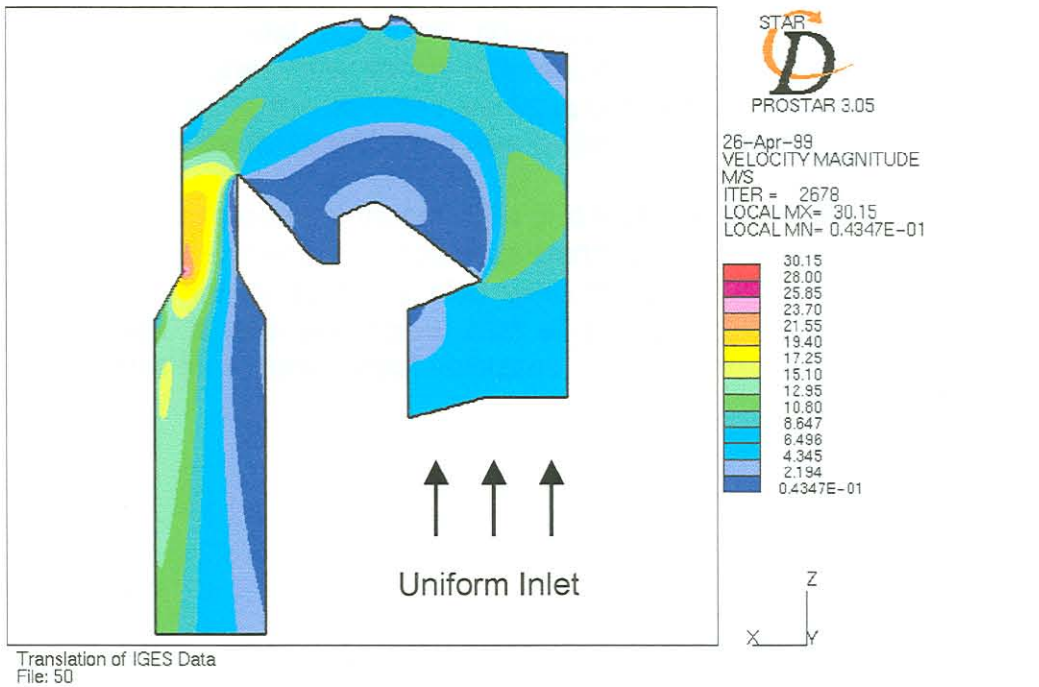 STAR
D
PROSTAR 3.05
26-Apr-99
VELOCITY MAGNITUDE
M/S
ITER = 2678
LOCAL MX= 30.15
LOCAL MN= 0.4347E-01
30.15
28.00
25.85
23.70
21.55
19.40
17.25
15.10
12.95
10.80
8.647
6.496
4.345
2.194
0.4347E-01
Uniform Inlet
Z
X
Y
Translation of IGES Data
File: 50